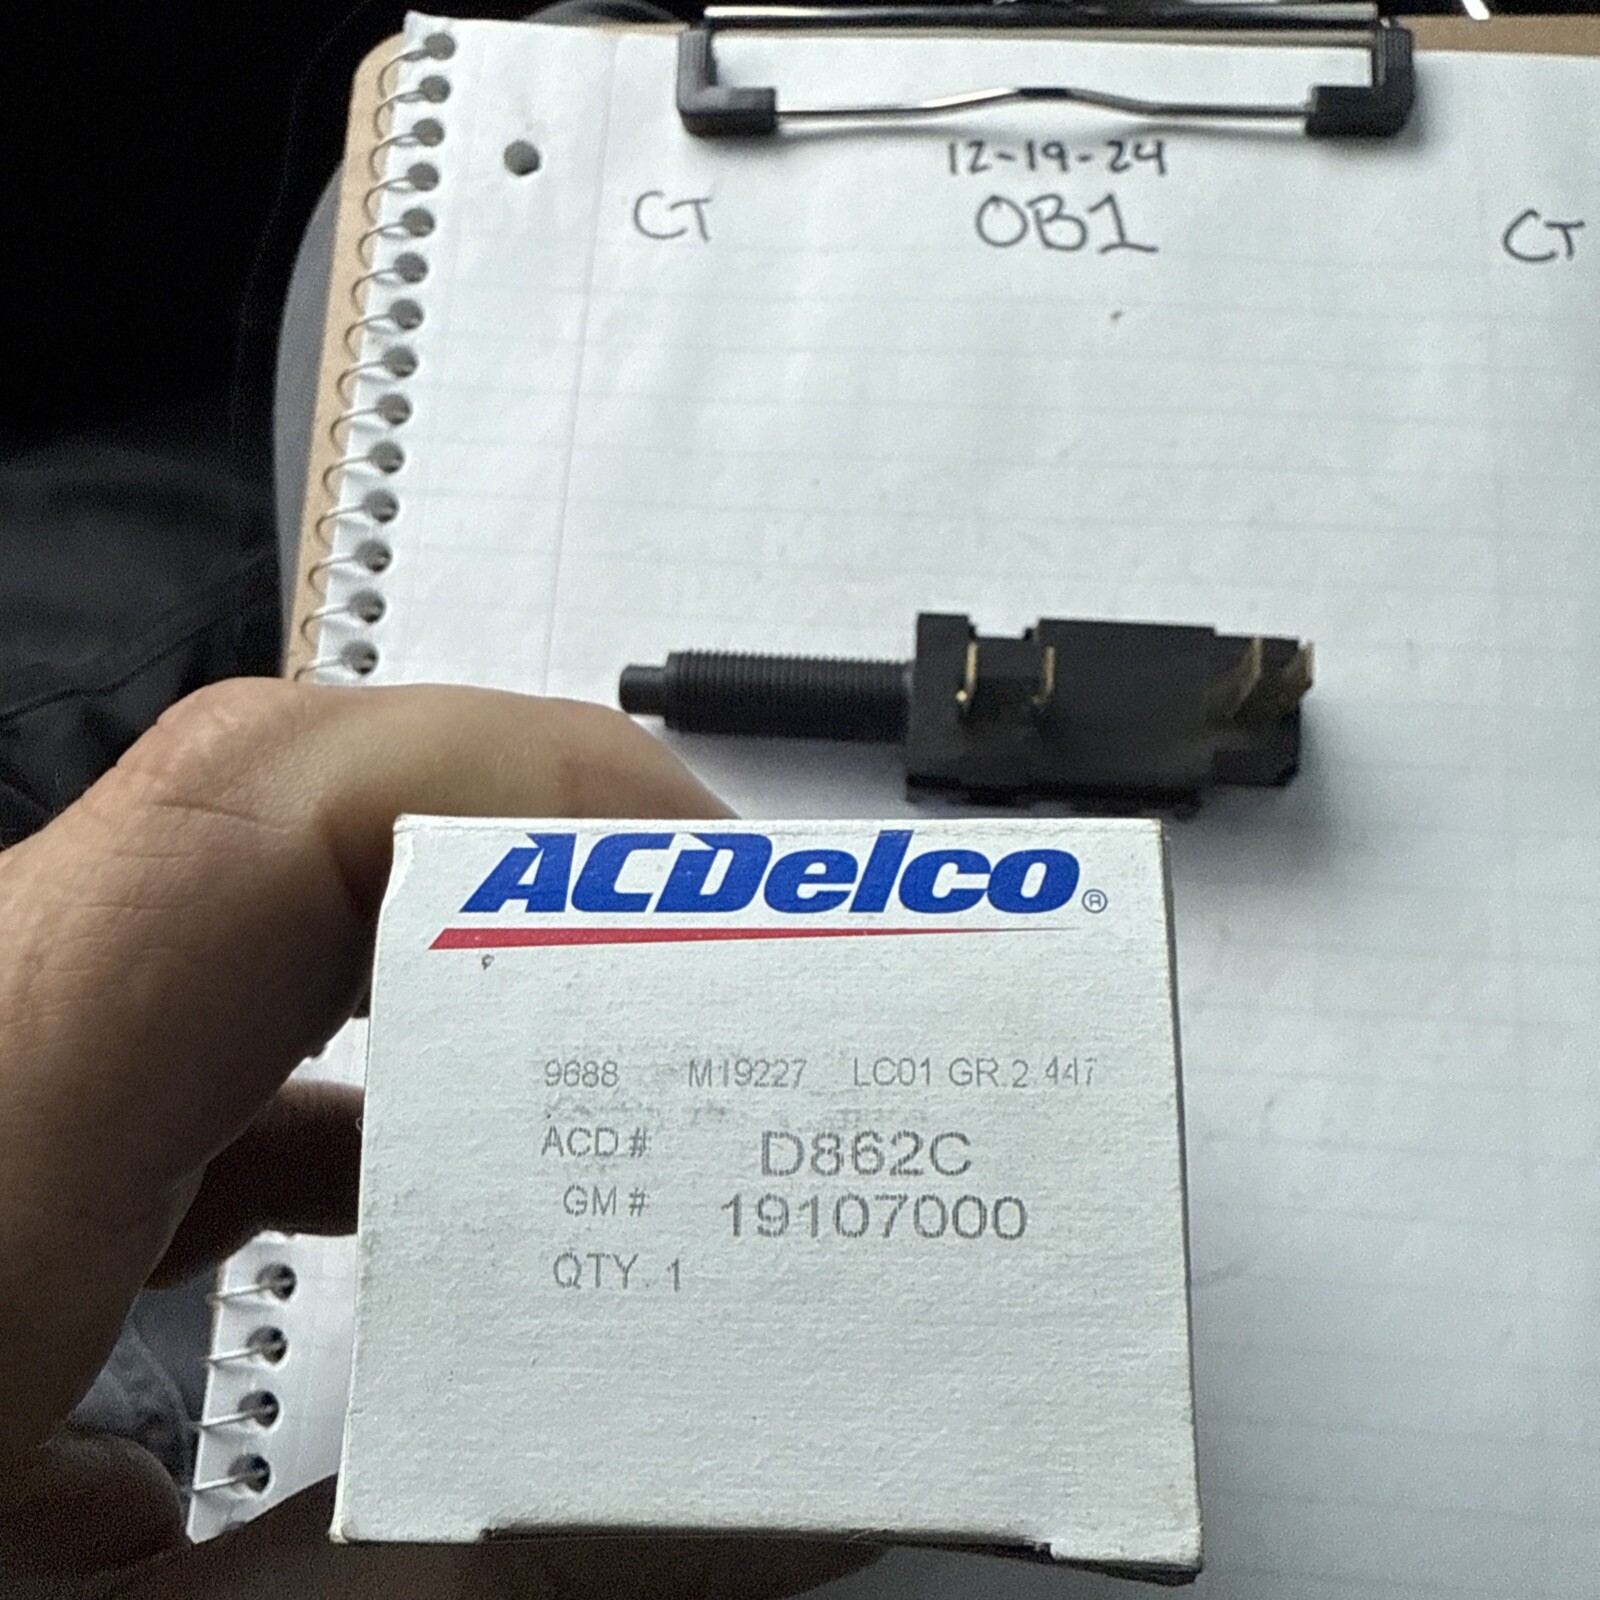 12-19-24
CT OB1 CT
ACDelco®
9688 M19227 LC01 GR.2.447
ACD# D862C
GM# 19107000
QTY. 1